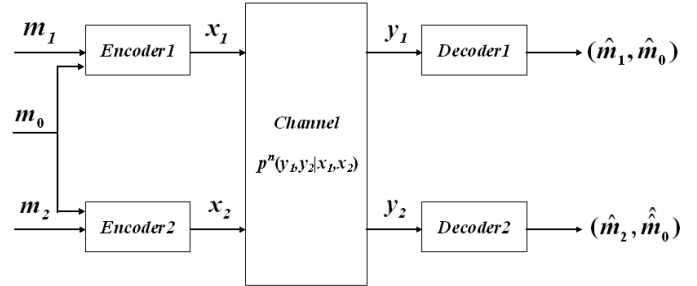 m₁
Encoder1
x₁
y₁
Decoder1
(m̂₁, m̂₀)
m₀
Channel
pⁿ(y₁,y₂|x₁,x₂)
m₂
Encoder2
x₂
y₂
Decoder2
(m̂₂, m̂̂₀)